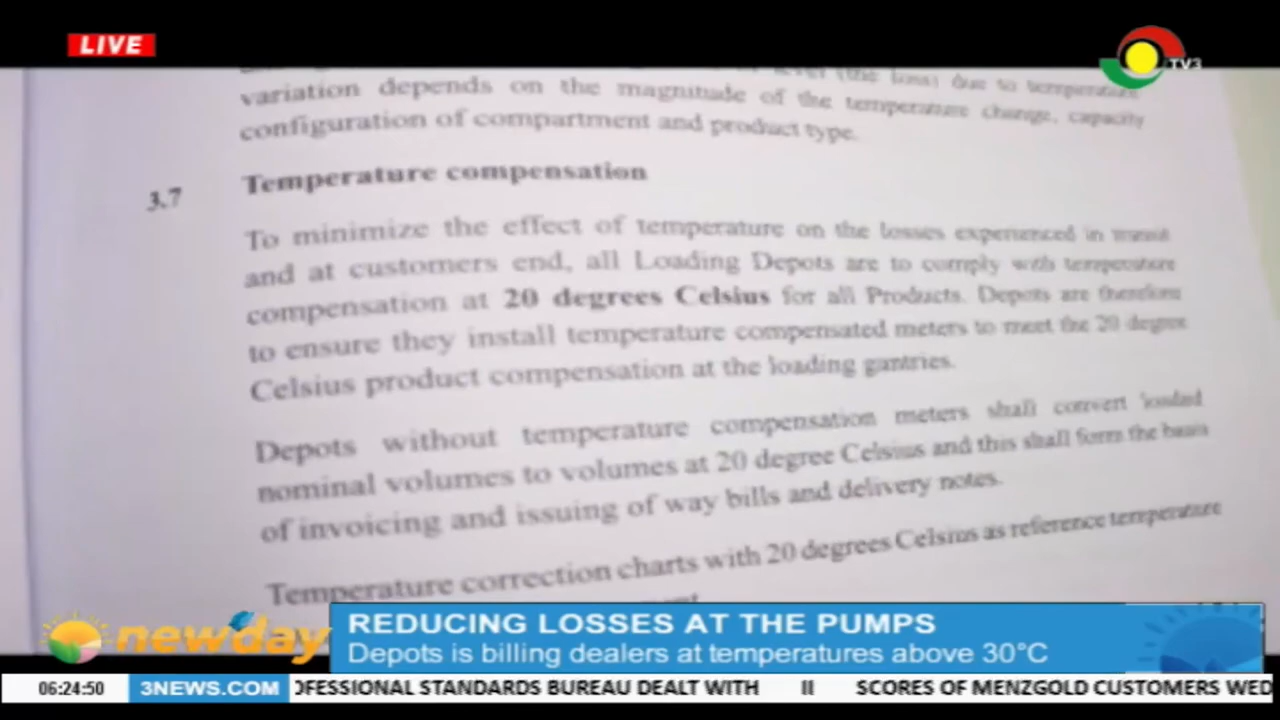 LIVE
TV3
level (the loss) due to temperature
variation depends on the magnitude of the temperature change, capacity
configuration of compartment and product type.
3.7 Temperature compensation
To minimize the effect of temperature on the losses experienced in transit
and at customers end, all Loading Depots are to comply with temperature
compensation at 20 degrees Celsius for all Products. Depots are therefore
to ensure they install temperature compensated meters to meet the 20 degree
Celsius product compensation at the loading gantries.
Depots without temperature compensation meters shall convert loaded
nominal volumes to volumes at 20 degree Celsius and this shall form the basis
of invoicing and issuing of way bills and delivery notes.
Temperature correction charts with 20 degrees Celsius as reference temperature
newday
REDUCING LOSSES AT THE PUMPS
Depots is billing dealers at temperatures above 30°C
06:24:50 3NEWS.COM OFESSIONAL STANDARDS BUREAU DEALT WITH II SCORES OF MENZGOLD CUSTOMERS WED